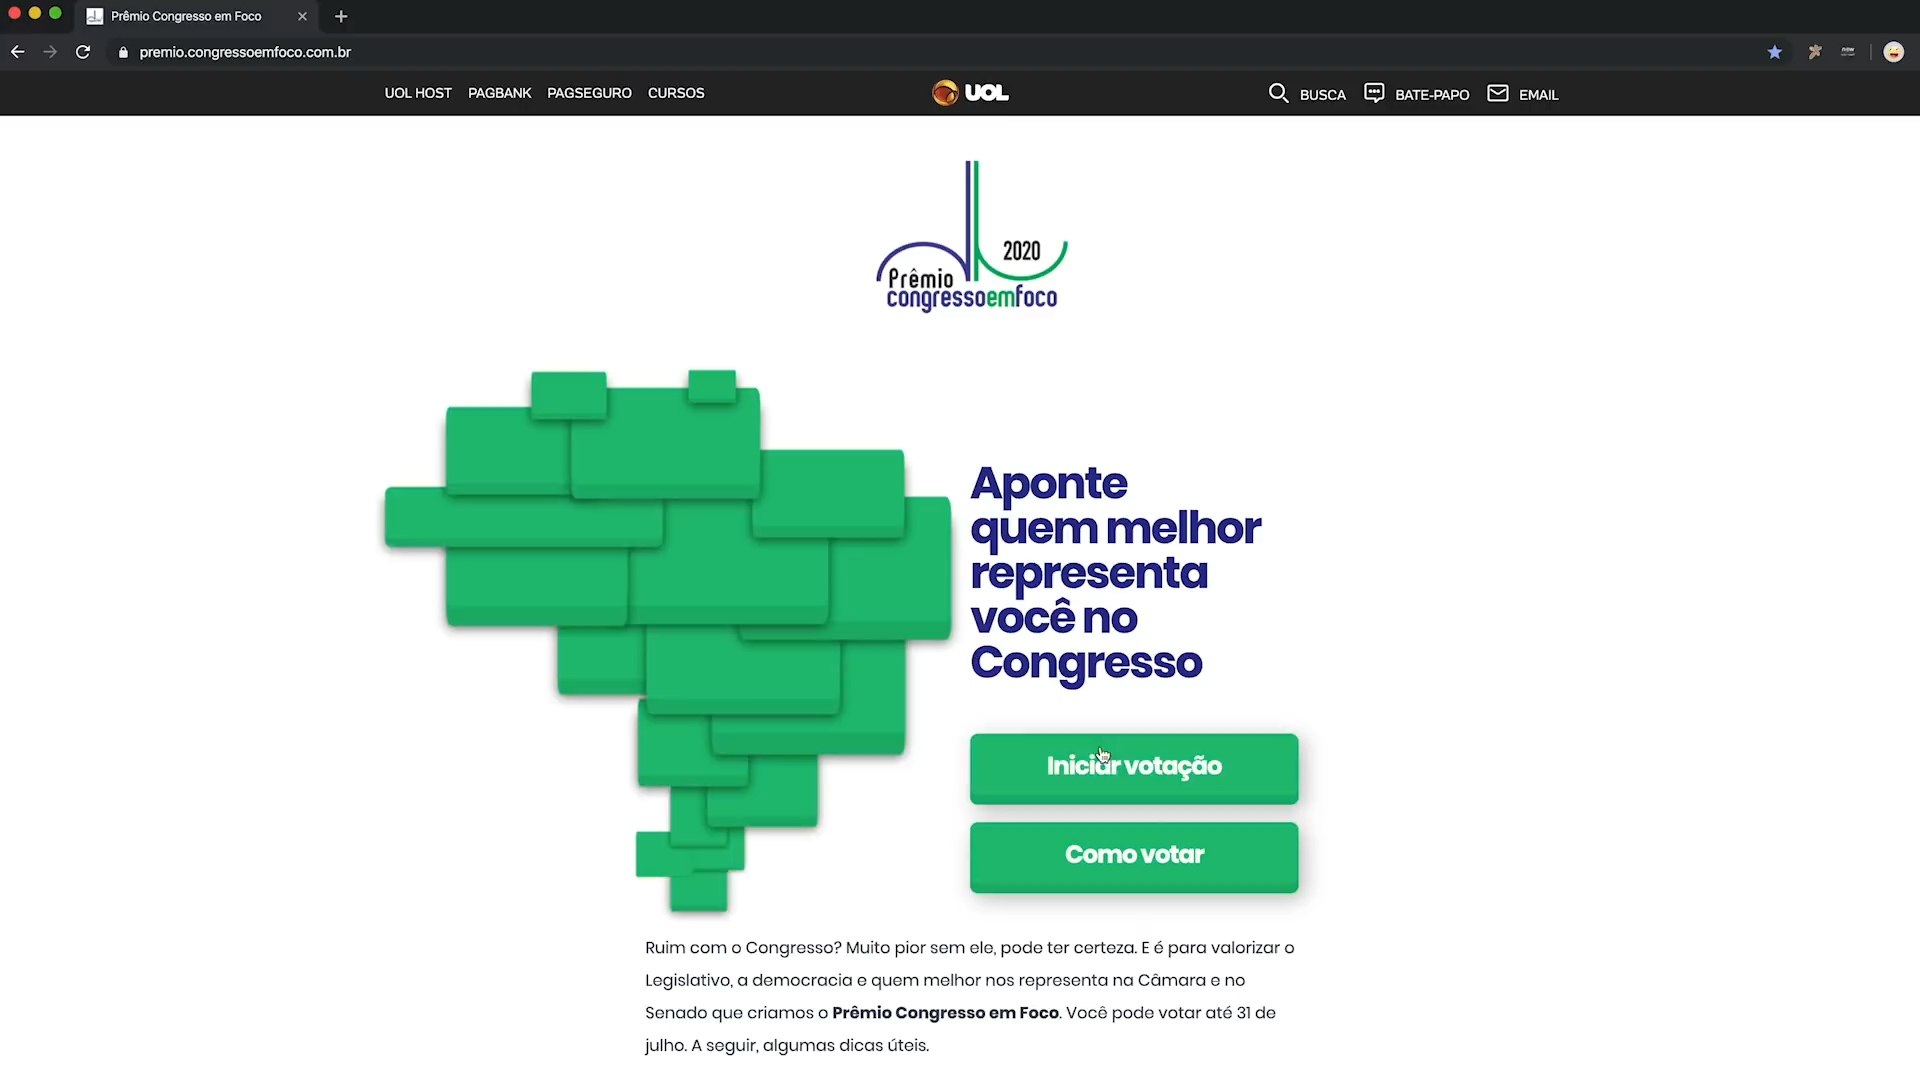 Prêmio Congresso em Foco
premio.congressoemfoco.com.br
UOL HOST PAGBANK PAGSEGURO CURSOS UOL BUSCA BATE-PAPO EMAIL
2020
Prêmio
congressoemfoco
Aponte
quem melhor
representa
você no
Congresso
Iniciar votação
Como votar
Ruim com o Congresso? Muito pior sem ele, pode ter certeza. E é para valorizar o
Legislativo, a democracia e quem melhor nos representa na Câmara e no
Senado que criamos o Prêmio Congresso em Foco. Você pode votar até 31 de
julho. A seguir, algumas dicas úteis.